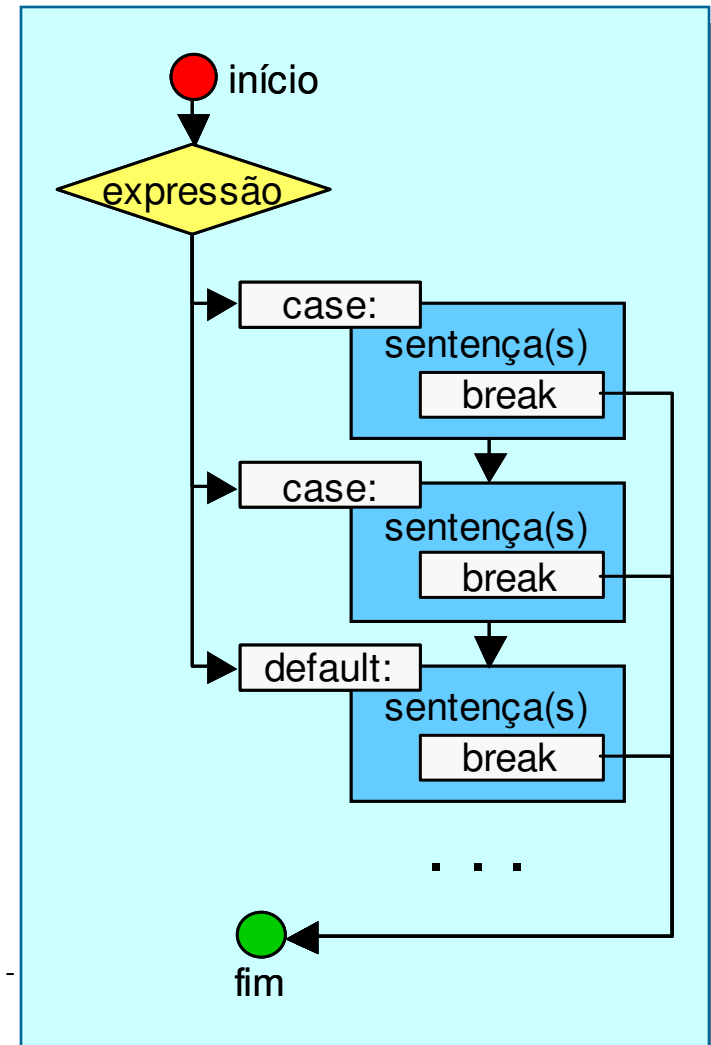 início
expressão
case:
sentença(s)
break
case:
sentença(s)
break
default:
sentença(s)
break
. . .
-
fim